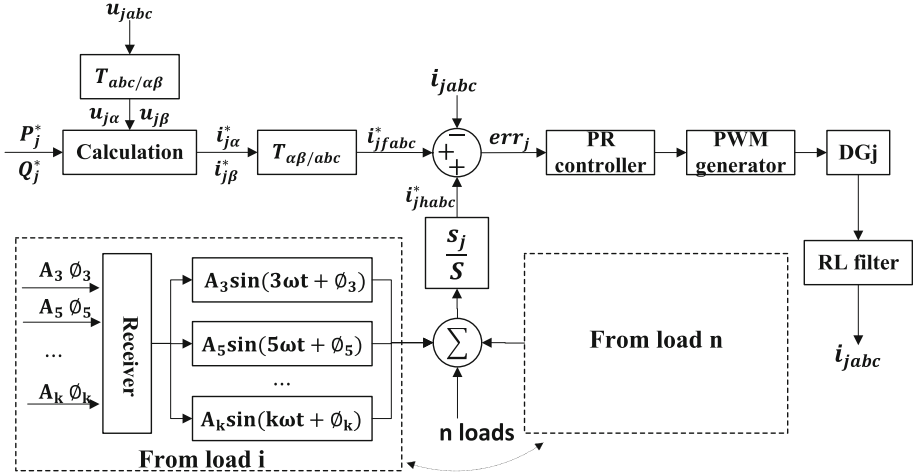 u_jabc
T_abc/αβ
u_jα u_jβ
P_j^*
Q_j^*
Calculation
i_jα^*
i_jβ^*
T_αβ/abc
i_jfabc^*
i_jabc
−
+
+
err_j
PR
controller
PWM
generator
DGj
i_jhabc^*
s_j
S
RL filter
i_jabc
A_3 ∅_3
A_5 ∅_5
...
A_k ∅_k
Receiver
A_3sin(3ωt + ∅_3)
A_5sin(5ωt + ∅_5)
...
A_ksin(kωt + ∅_k)
∑
From load n
n loads
From load i